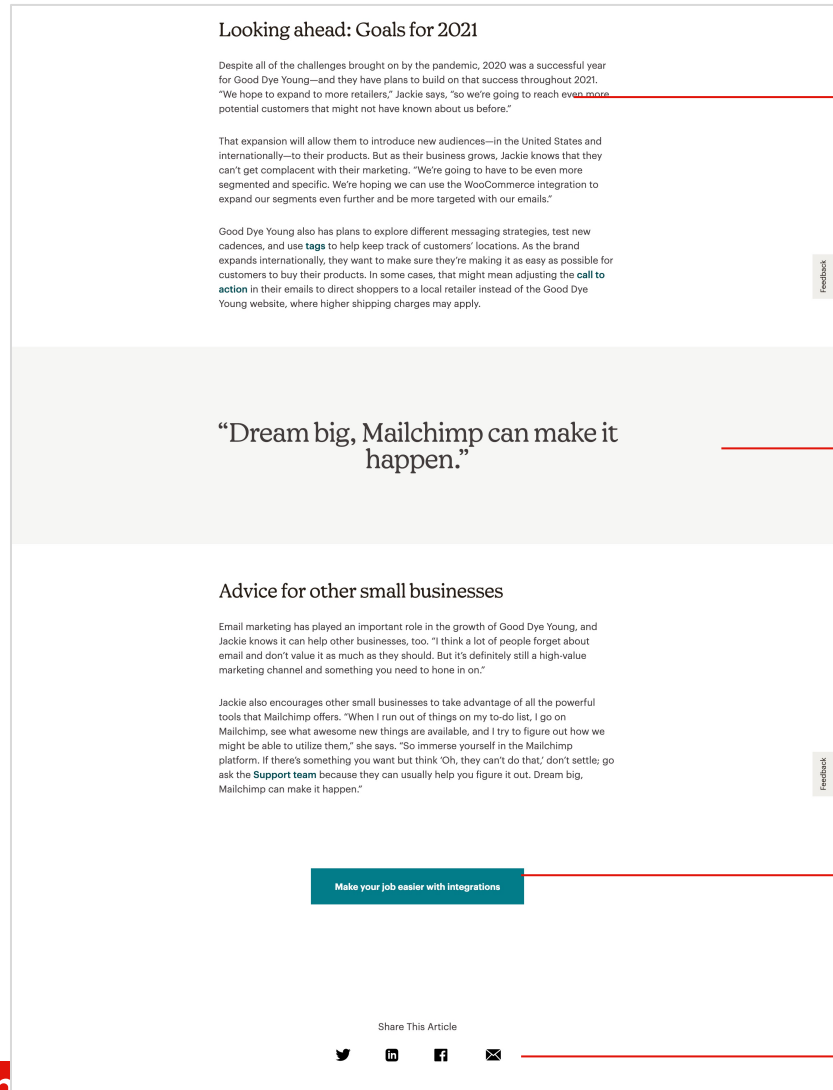 Looking ahead: Goals for 2021
Despite all of the challenges brought on by the pandemic, 2020 was a successful year
for Good Dye Young—and they have plans to build on that success throughout 2021.
“We hope to expand to more retailers,” Jackie says, “so we’re going to reach even more
potential customers that might not have known about us before.”
That expansion will allow them to introduce new audiences—in the United States and
internationally—to their products. But as their business grows, Jackie knows that they
can’t get complacent with their marketing. “We’re going to have to be even more
segmented and specific. We’re hoping we can use the WooCommerce integration to
expand our segments even further and be more targeted with our emails.”
Good Dye Young also has plans to explore different messaging strategies, test new
cadences, and use tags to help keep track of customers’ locations. As the brand
expands internationally, they want to make sure they’re making it as easy as possible for
customers to buy their products. In some cases, that might mean adjusting the call to
action in their emails to direct shoppers to a local retailer instead of the Good Dye
Young website, where higher shipping charges may apply.
Feedback
“Dream big, Mailchimp can make it
happen.”
Advice for other small businesses
Email marketing has played an important role in the growth of Good Dye Young, and
Jackie knows it can help other businesses, too. “I think a lot of people forget about
email and don’t value it as much as they should. But it’s definitely still a high-value
marketing channel and something you need to hone in on.”
Jackie also encourages other small businesses to take advantage of all the powerful
tools that Mailchimp offers. “When I run out of things on my to-do list, I go on
Mailchimp, see what awesome new things are available, and I try to figure out how we
might be able to utilize them,” she says. “So immerse yourself in the Mailchimp
platform. If there’s something you want but think ‘Oh, they can’t do that,’ don’t settle; go
ask the Support team because they can usually help you figure it out. Dream big,
Mailchimp can make it happen.”
Feedback
Make your job easier with integrations
Share This Article